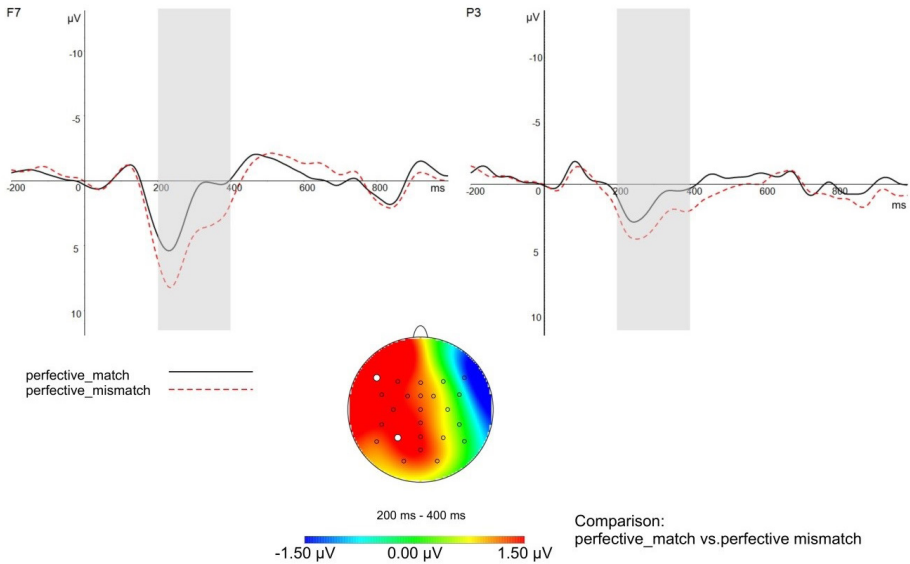 F7
µV
-10
-5
-200 0 200 400 600 800
ms
5
10
P3
µV
-10
-5
-200 0 200 400 600 800
ms
5
10
perfective_match
perfective_mismatch
200 ms - 400 ms
-1.50 µV 0.00 µV 1.50 µV
Comparison:
perfective_match vs.perfective mismatch